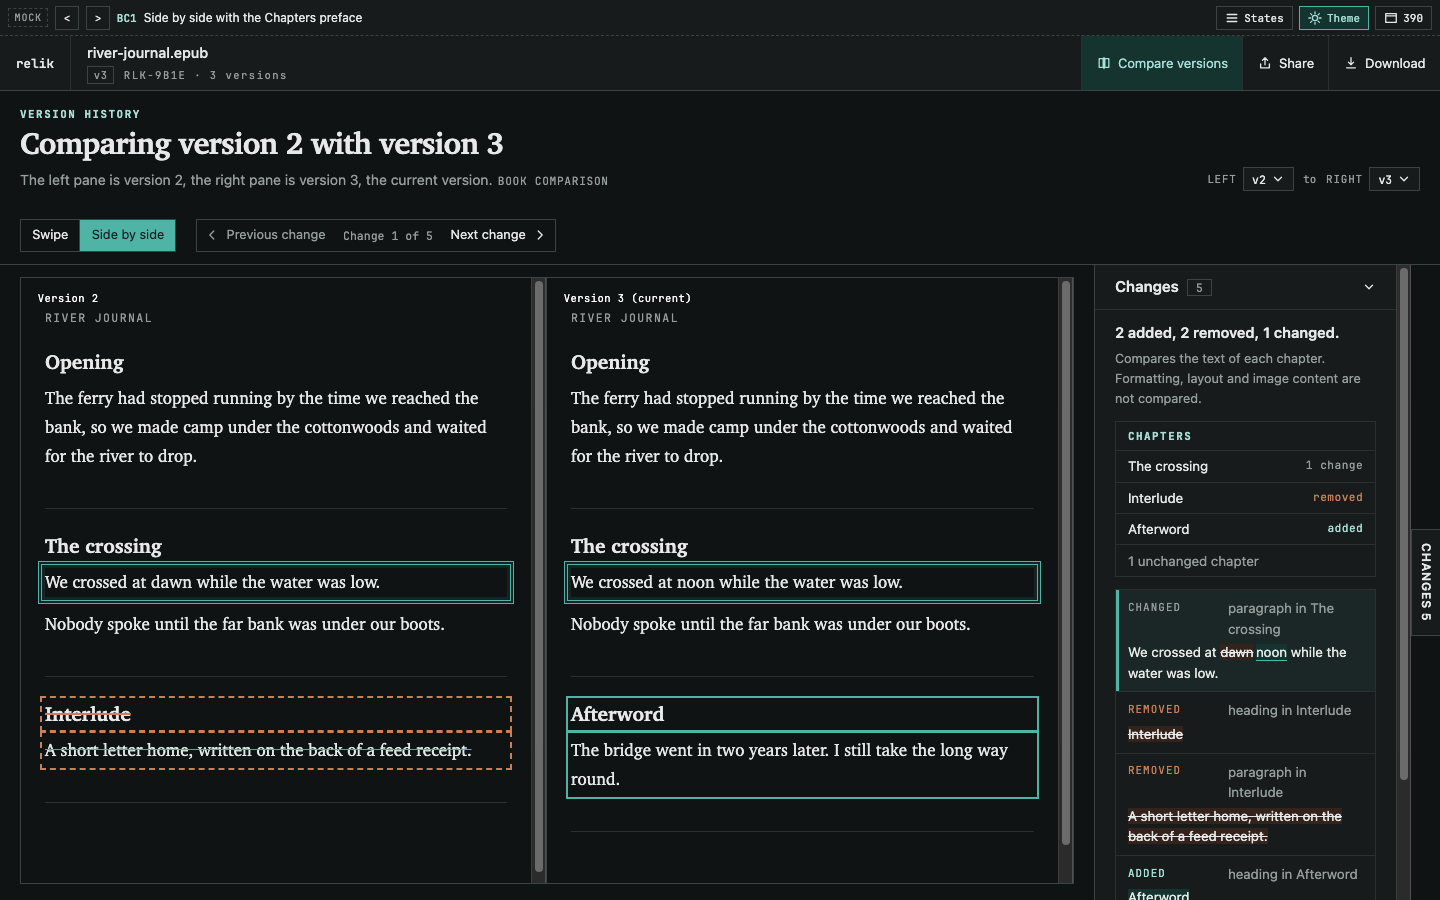 MOCK < > BC1 Side by side with the Chapters preface
States Theme 390
relik
river-journal.epub
v3 RLK-9B1E · 3 versions
Compare versions Share Download
VERSION HISTORY
Comparing version 2 with version 3
The left pane is version 2, the right pane is version 3, the current version. BOOK COMPARISON
LEFT v2 to RIGHT v3
Swipe Side by side Previous change Change 1 of 5 Next change
Version 2
RIVER JOURNAL
Opening
The ferry had stopped running by the time we reached the
bank, so we made camp under the cottonwoods and waited
for the river to drop.
The crossing
We crossed at dawn while the water was low.
Nobody spoke until the far bank was under our boots.
Interlude
A short letter home, written on the back of a feed receipt.
Version 3 (current)
RIVER JOURNAL
Opening
The ferry had stopped running by the time we reached the
bank, so we made camp under the cottonwoods and waited
for the river to drop.
The crossing
We crossed at noon while the water was low.
Nobody spoke until the far bank was under our boots.
Afterword
The bridge went in two years later. I still take the long way
round.
Changes 5
2 added, 2 removed, 1 changed.
Compares the text of each chapter.
Formatting, layout and image content are
not compared.
CHAPTERS
The crossing 1 change
Interlude removed
Afterword added
1 unchanged chapter
CHANGED paragraph in The
crossing
We crossed at dawn noon while the
water was low.
REMOVED heading in Interlude
Interlude
REMOVED paragraph in
Interlude
A short letter home, written on the
back of a feed receipt.
ADDED heading in Afterword
Afterword
CHANGES 5